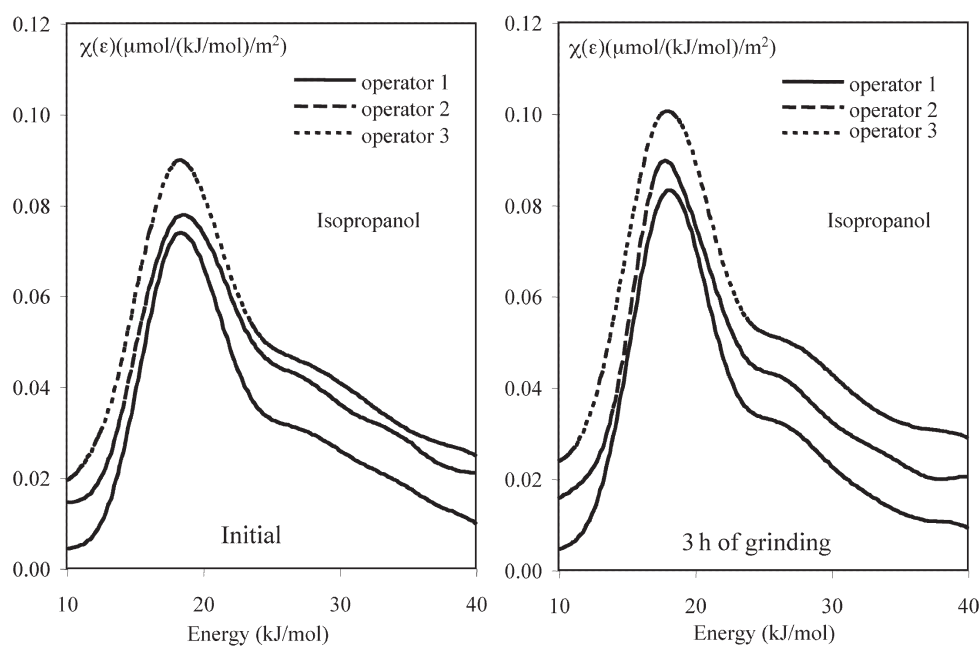 0.12
χ(ε)(μmol/(kJ/mol)/m²)
operator 1
operator 2
operator 3
0.10
0.08
Isopropanol
0.06
0.04
0.02
Initial
0.00
10 20 30 40
Energy (kJ/mol)
0.12
χ(ε)(μmol/(kJ/mol)/m²)
operator 1
operator 2
operator 3
0.10
0.08
Isopropanol
0.06
0.04
0.02
3 h of grinding
0.00
10 20 30 40
Energy (kJ/mol)